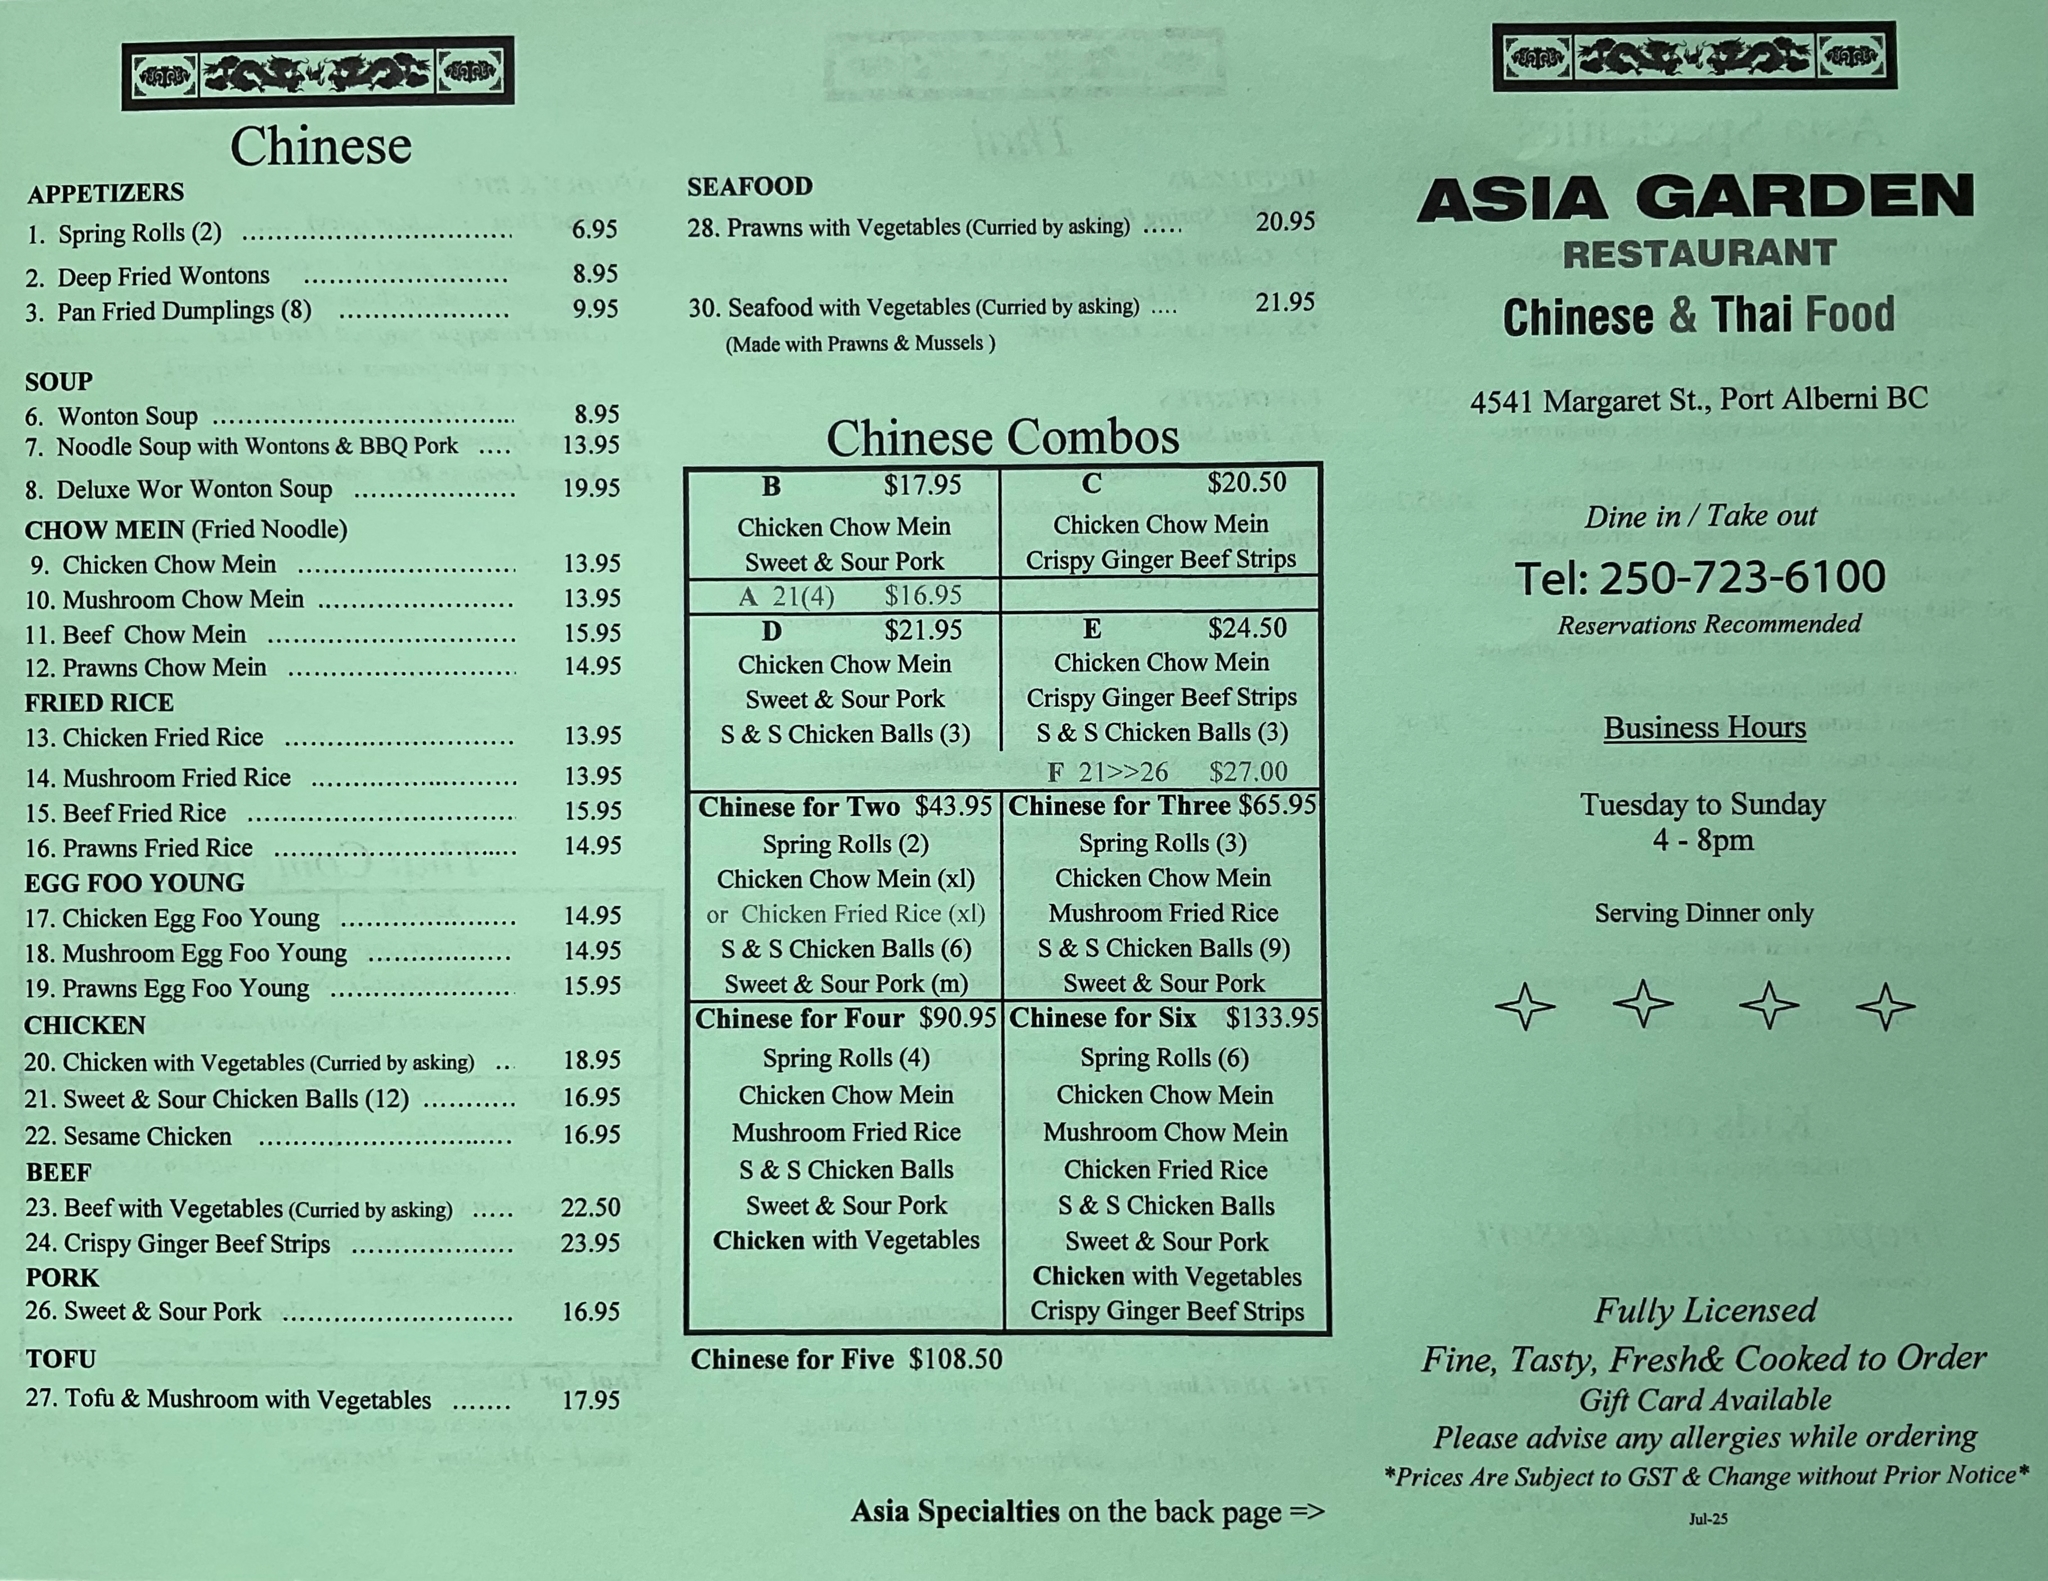 Chinese
APPETIZERS
1. Spring Rolls (2) .............................. 6.95
2. Deep Fried Wontons ....................... 8.95
3. Pan Fried Dumplings (8) ................... 9.95
SOUP
6. Wonton Soup .................................. 8.95
7. Noodle Soup with Wontons & BBQ Pork .... 13.95
8. Deluxe Wor Wonton Soup .................. 19.95
CHOW MEIN (Fried Noodle)
9. Chicken Chow Mein ........................ 13.95
10. Mushroom Chow Mein ...................... 13.95
11. Beef Chow Mein ............................ 15.95
12. Prawns Chow Mein ......................... 14.95
FRIED RICE
13. Chicken Fried Rice .......................... 13.95
14. Mushroom Fried Rice ....................... 13.95
15. Beef Fried Rice .............................. 15.95
16. Prawns Fried Rice ........................... 14.95
EGG FOO YOUNG
17. Chicken Egg Foo Young .................... 14.95
18. Mushroom Egg Foo Young ................. 14.95
19. Prawns Egg Foo Young ..................... 15.95
CHICKEN
20. Chicken with Vegetables (Curried by asking) ... 18.95
21. Sweet & Sour Chicken Balls (12) ........... 16.95
22. Sesame Chicken ............................. 16.95
BEEF
23. Beef with Vegetables (Curried by asking) ..... 22.50
24. Crispy Ginger Beef Strips ................... 23.95
PORK
26. Sweet & Sour Pork .......................... 16.95
TOFU
27. Tofu & Mushroom with Vegetables ....... 17.95
SEAFOOD
28. Prawns with Vegetables (Curried by asking) ..... 20.95
30. Seafood with Vegetables (Curried by asking) .... 21.95
(Made with Prawns & Mussels )
Chinese Combos
B $17.95
Chicken Chow Mein
Sweet & Sour Pork
C $20.50
Chicken Chow Mein
Crispy Ginger Beef Strips
A 21(4) $16.95
D $21.95
Chicken Chow Mein
Sweet & Sour Pork
S & S Chicken Balls (3)
E $24.50
Chicken Chow Mein
Crispy Ginger Beef Strips
S & S Chicken Balls (3)
F 21>>26 $27.00
Chinese for Two $43.95
Spring Rolls (2)
Chicken Chow Mein (xl)
or Chicken Fried Rice (xl)
S & S Chicken Balls (6)
Sweet & Sour Pork (m)
Chinese for Three $65.95
Spring Rolls (3)
Chicken Chow Mein
Mushroom Fried Rice
S & S Chicken Balls (9)
Sweet & Sour Pork
Chinese for Four $90.95
Spring Rolls (4)
Chicken Chow Mein
Mushroom Fried Rice
S & S Chicken Balls
Sweet & Sour Pork
Chicken with Vegetables
Chinese for Six $133.95
Spring Rolls (6)
Chicken Chow Mein
Mushroom Chow Mein
Chicken Fried Rice
S & S Chicken Balls
Sweet & Sour Pork
Chicken with Vegetables
Crispy Ginger Beef Strips
Chinese for Five $108.50
Asia Specialties on the back page =>
ASIA GARDEN
RESTAURANT
Chinese & Thai Food
4541 Margaret St., Port Alberni BC
Dine in / Take out
Tel: 250-723-6100
Reservations Recommended
Business Hours
Tuesday to Sunday
4 - 8pm
Serving Dinner only
Fully Licensed
Fine, Tasty, Fresh& Cooked to Order
Gift Card Available
Please advise any allergies while ordering
*Prices Are Subject to GST & Change without Prior Notice*
Jul-25